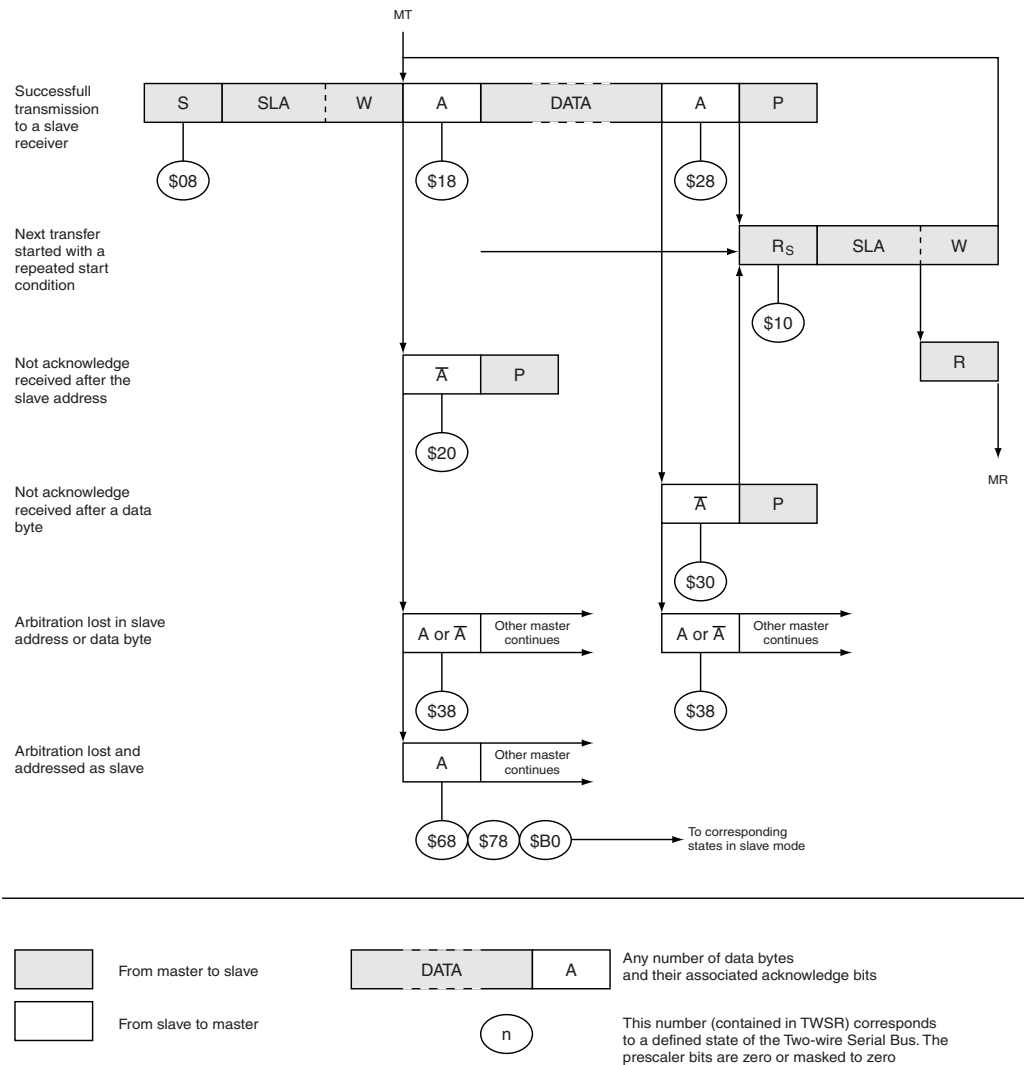 MT
Successfull
transmission
to a slave
receiver
S SLA W A DATA A P
$08 $18 $28
Next transfer
started with a
repeated start
condition
RS SLA W
$10
Not acknowledge
received after the
slave address
A̅ P
R
$20
MR
Not acknowledge
received after a data
byte
A̅ P
$30
Arbitration lost in slave
address or data byte
A or A̅
Other master
continues
A or A̅
Other master
continues
$38 $38
Arbitration lost and
addressed as slave
A
Other master
continues
$68 $78 $B0
To corresponding
states in slave mode
From master to slave
DATA A
Any number of data bytes
and their associated acknowledge bits
From slave to master
n
This number (contained in TWSR) corresponds
to a defined state of the Two-wire Serial Bus. The
prescaler bits are zero or masked to zero